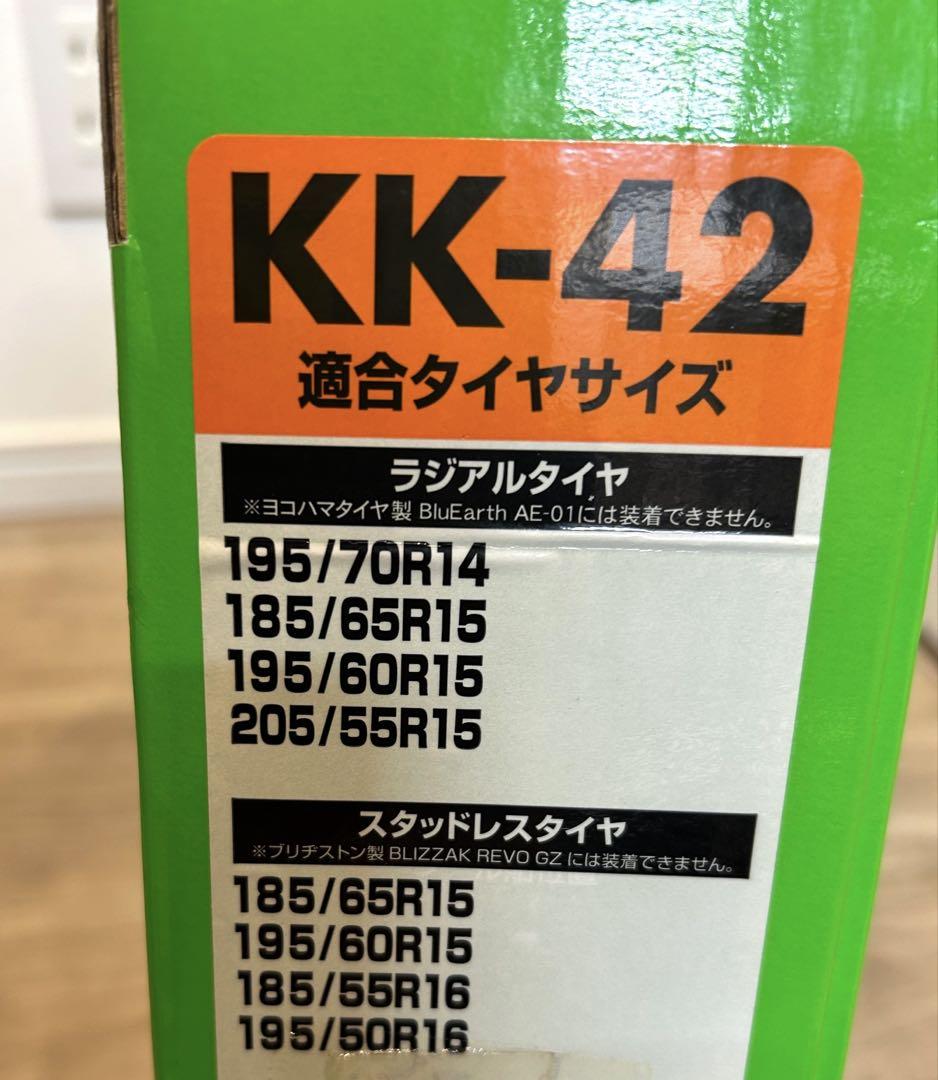 KK-42
適合タイヤサイズ
ラジアルタイヤ
※ヨコハマタイヤ製 BluEarth AE-01には装着できません。
195/70R14
185/65R15
195/60R15
205/55R15
スタッドレスタイヤ
※ブリヂストン製 BLIZZAK REVO GZ には装着できません。
185/65R15
195/60R15
185/55R16
195/50R16